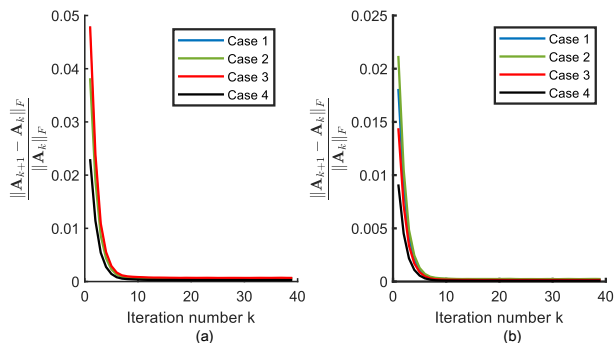 0.05
0.04
0.03
0.02
0.01
0
0
10
20
30
40
‖A_{k+1} − A_k‖_F
‖A_k‖_F
Case 1
Case 2
Case 3
Case 4
Iteration number k
(a)
0.025
0.02
0.015
0.01
0.005
0
0
10
20
30
40
‖A_{k+1} − A_k‖_F
‖A_k‖_F
Case 1
Case 2
Case 3
Case 4
Iteration number k
(b)